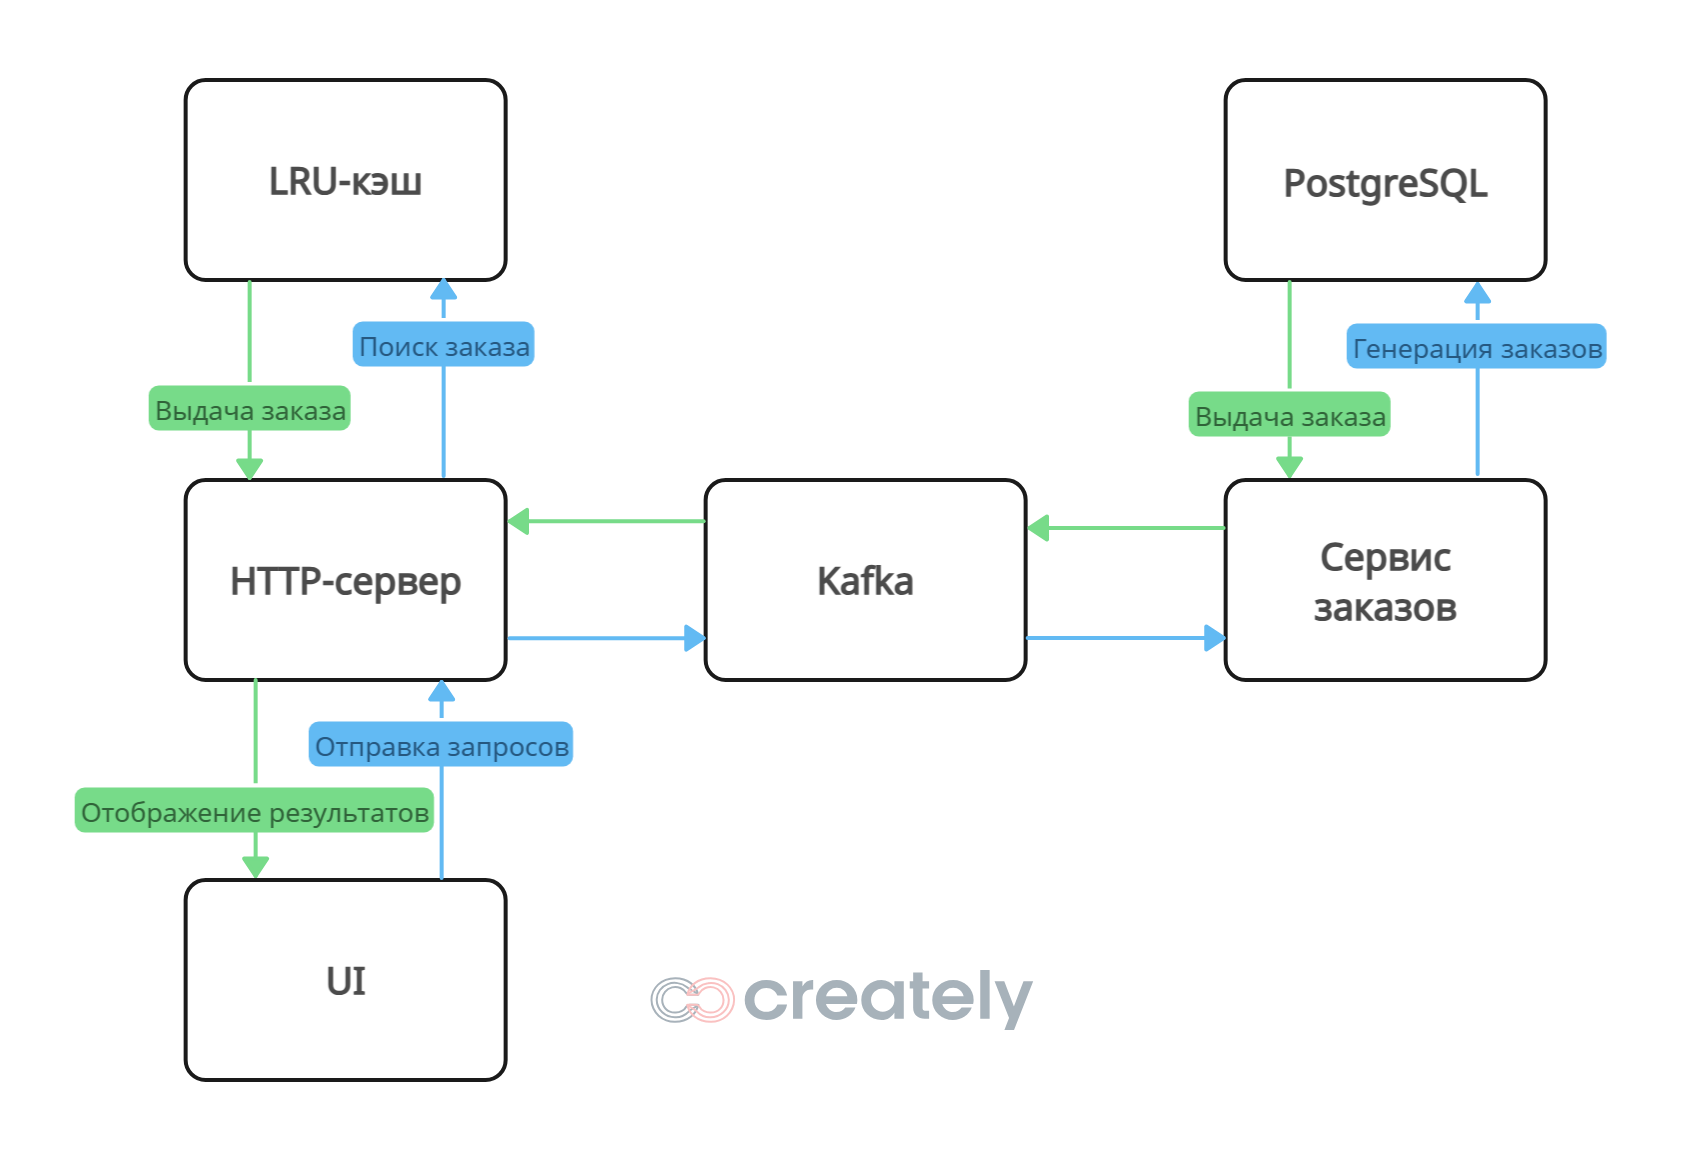 LRU-кэш
PostgreSQL
Поиск заказа
Генерация заказов
Выдача заказа
Выдача заказа
HTTP-сервер
Kafka
Сервис
заказов
Отправка запросов
Отображение результатов
UI
creately